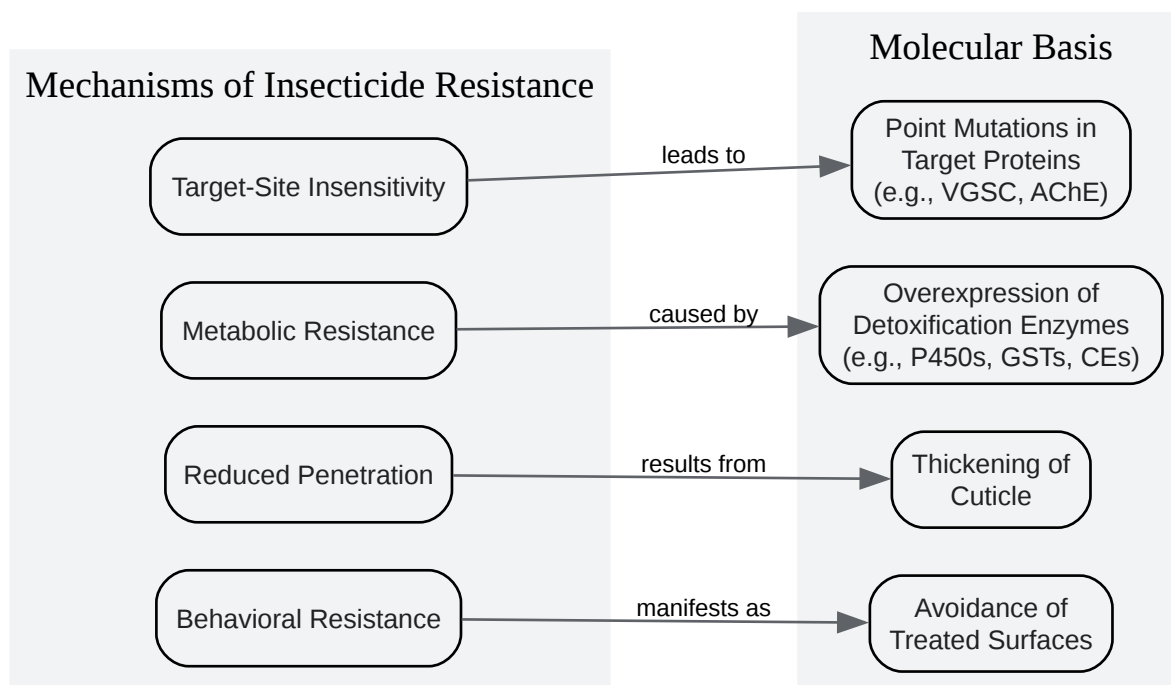 Mechanisms of Insecticide Resistance
Molecular Basis
Target-Site Insensitivity
leads to
Point Mutations in
Target Proteins
(e.g., VGSC, AChE)
Metabolic Resistance
caused by
Overexpression of
Detoxification Enzymes
(e.g., P450s, GSTs, CEs)
Reduced Penetration
results from
Thickening of
Cuticle
Behavioral Resistance
manifests as
Avoidance of
Treated Surfaces